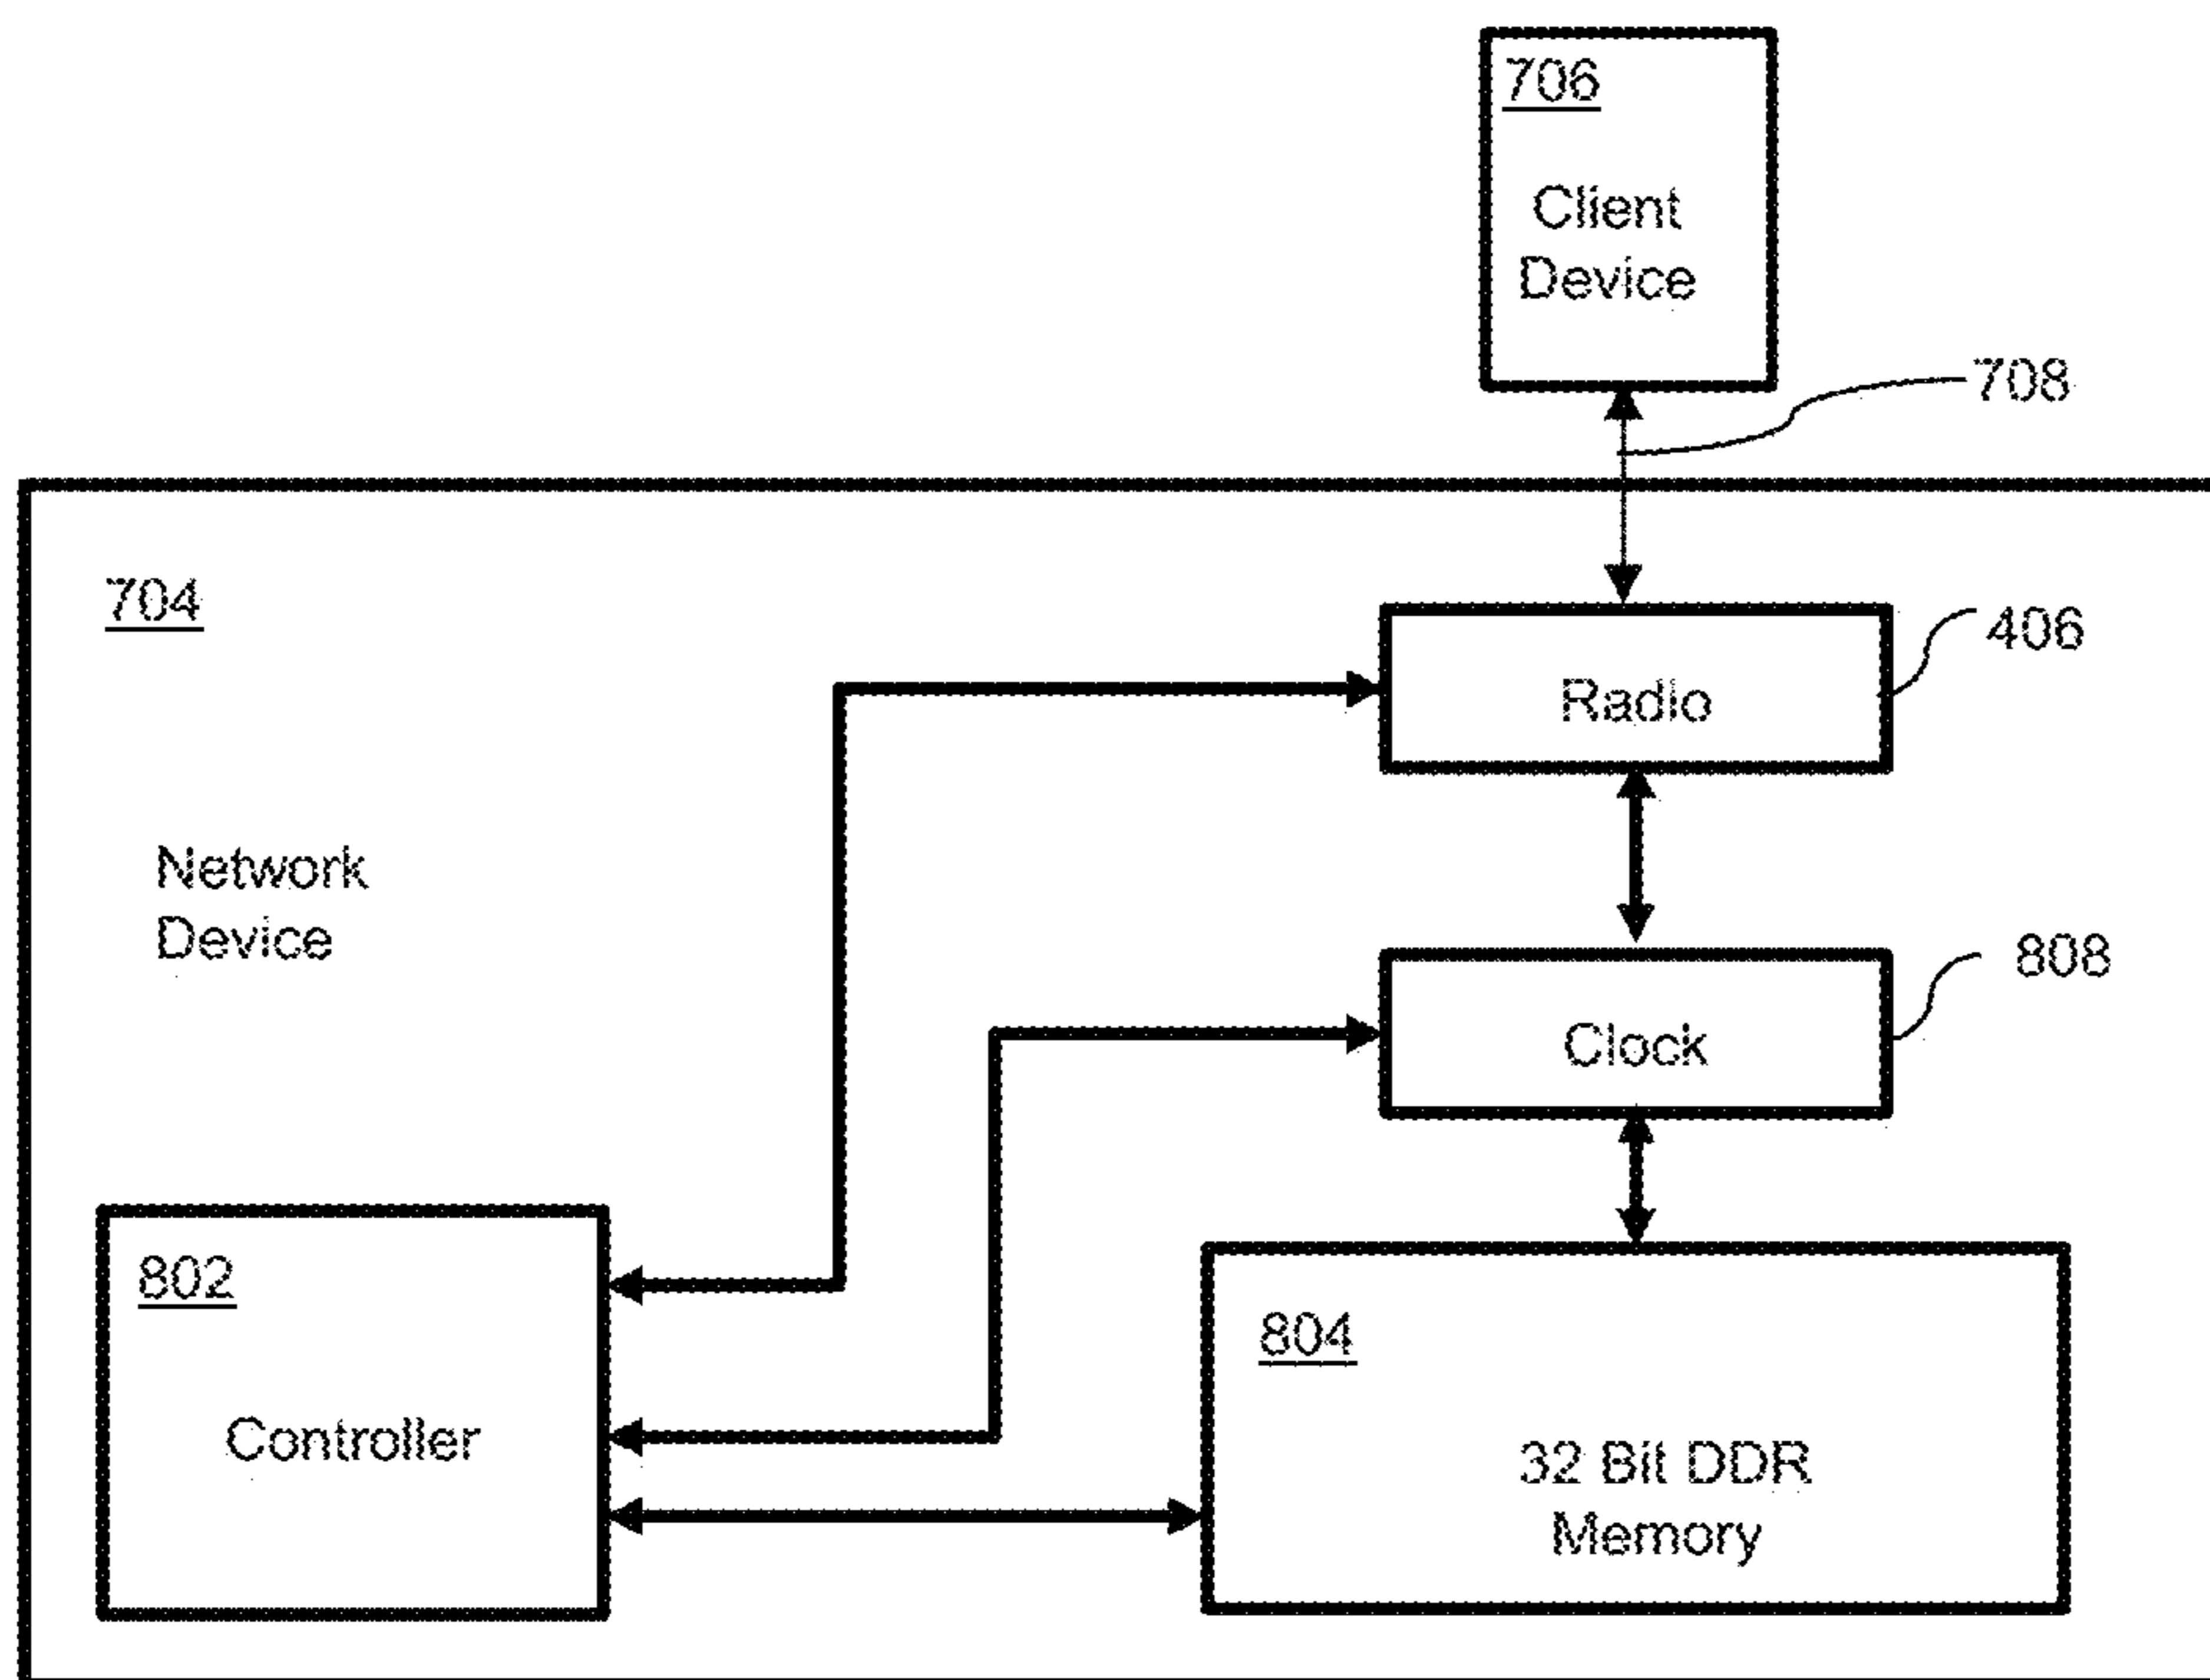 706
Client
Device
708
704
406
Radio
Network
Device
808
Clock
802
Controller
804
32 Bit DDR
Memory